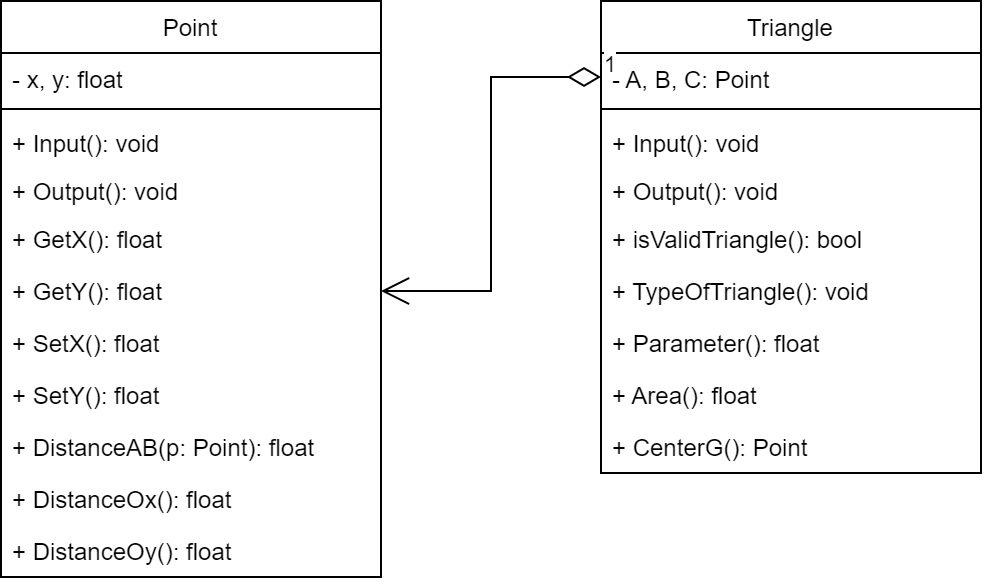 Point
- x, y: float
+ Input(): void
+ Output(): void
+ GetX(): float
+ GetY(): float
+ SetX(): float
+ SetY(): float
+ DistanceAB(p: Point): float
+ DistanceOx(): float
+ DistanceOy(): float
Triangle
1
- A, B, C: Point
+ Input(): void
+ Output(): void
+ isValidTriangle(): bool
+ TypeOfTriangle(): void
+ Parameter(): float
+ Area(): float
+ CenterG(): Point